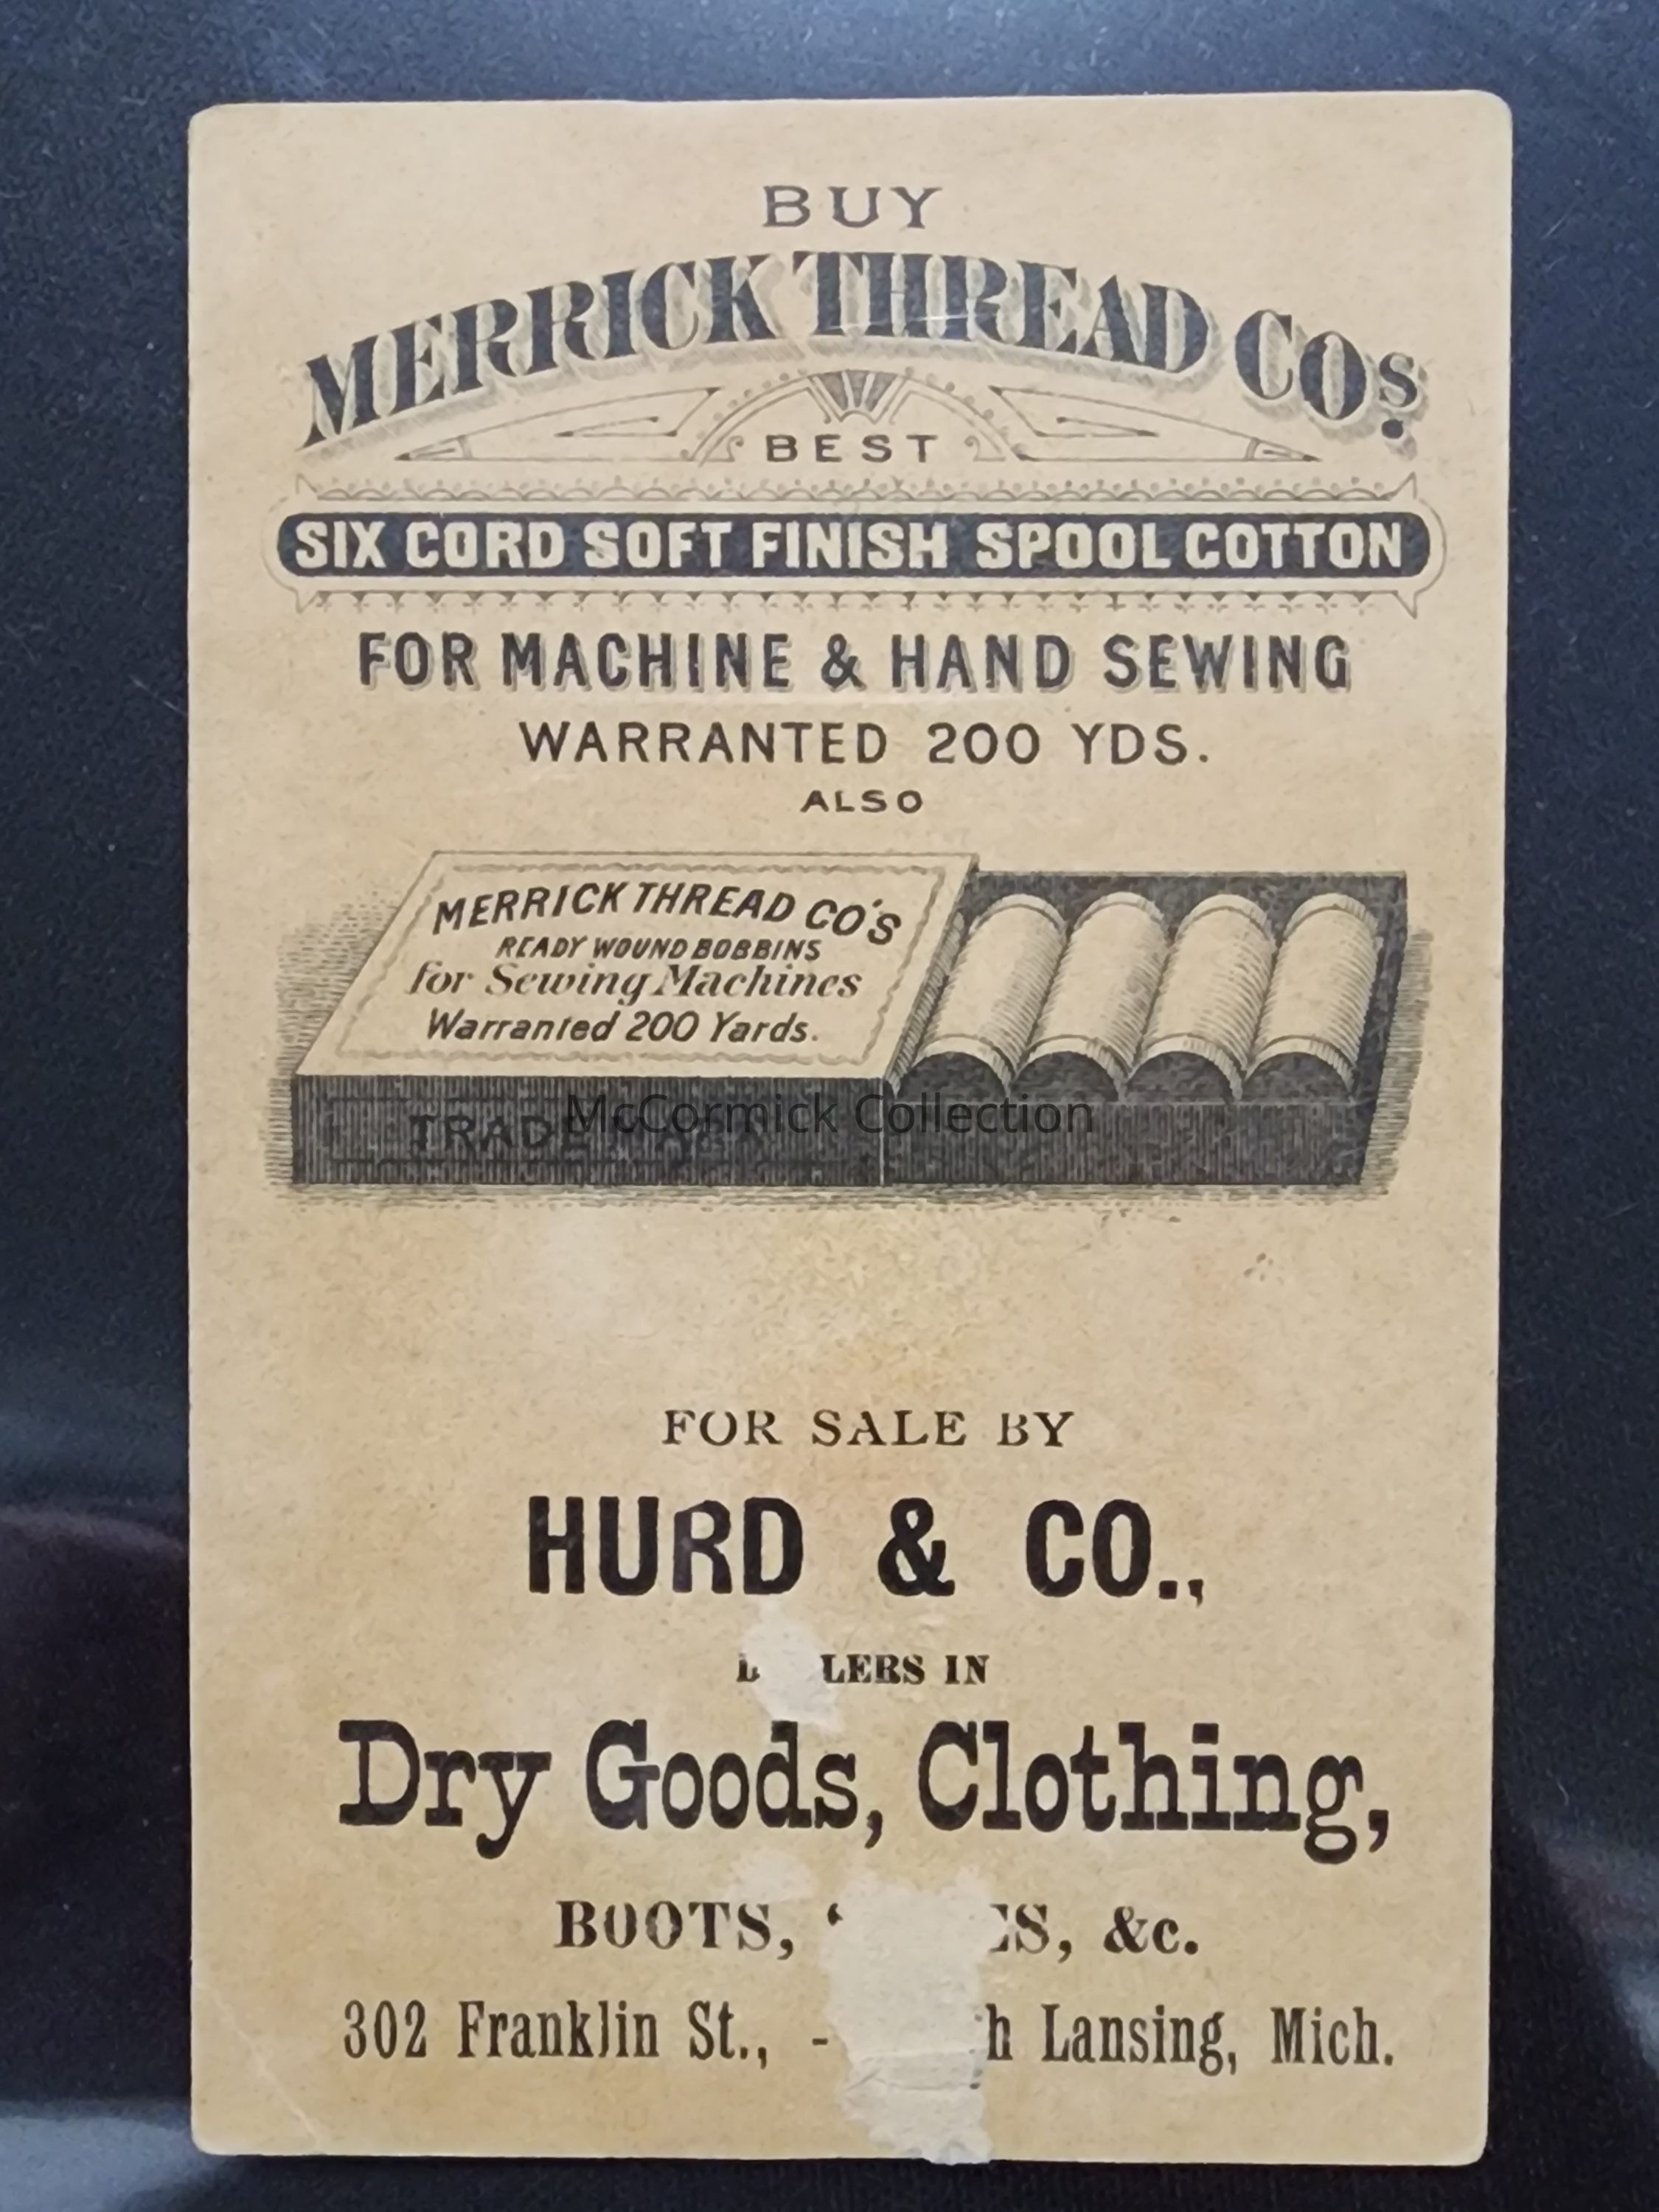 BUY
MERRICK THREAD COS.
BEST
SIX CORD SOFT FINISH SPOOL COTTON
FOR MACHINE & HAND SEWING
WARRANTED 200 YDS.
ALSO
MERRICK THREAD CO'S
READY WOUND BOBBINS
for Sewing Machines
Warranted 200 Yards.
TRADE
McCormick Collection
FOR SALE BY
HURD & CO.,
IN
Dry Goods, Clothing,
BOOTS, &c.
302 Franklin St., - Lansing, Mich.